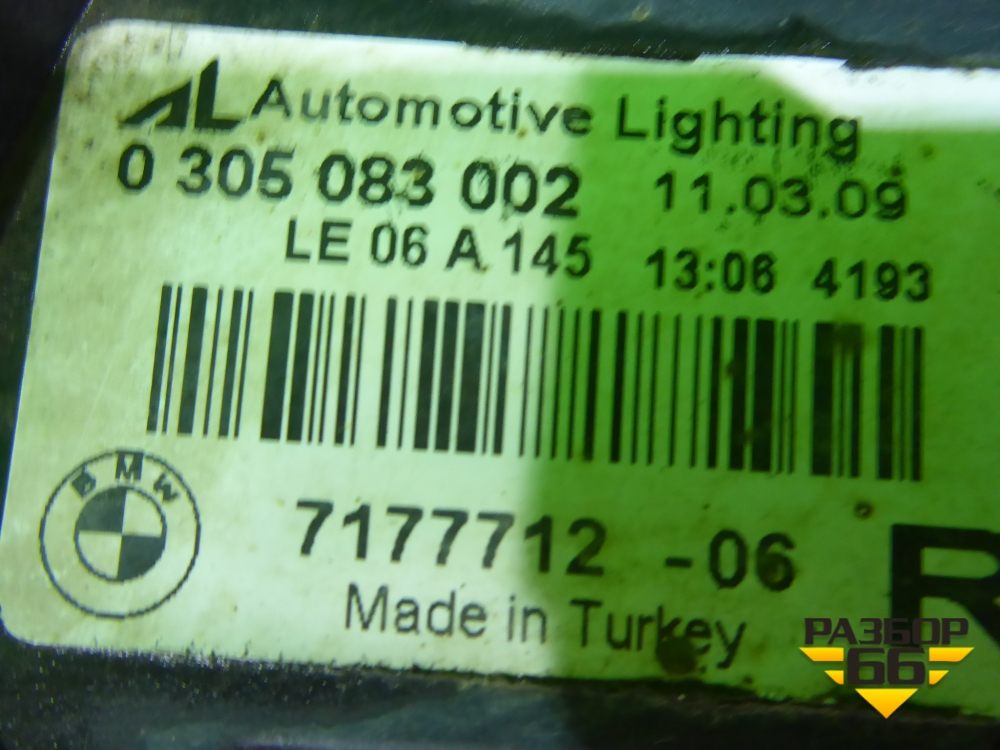 AL Automotive Lighting
0 305 083 002 11.03.09
LE 06 A 145 13:06 4193
BMW
7177712 -06
Made in Turkey
R
РАЗБОР
66